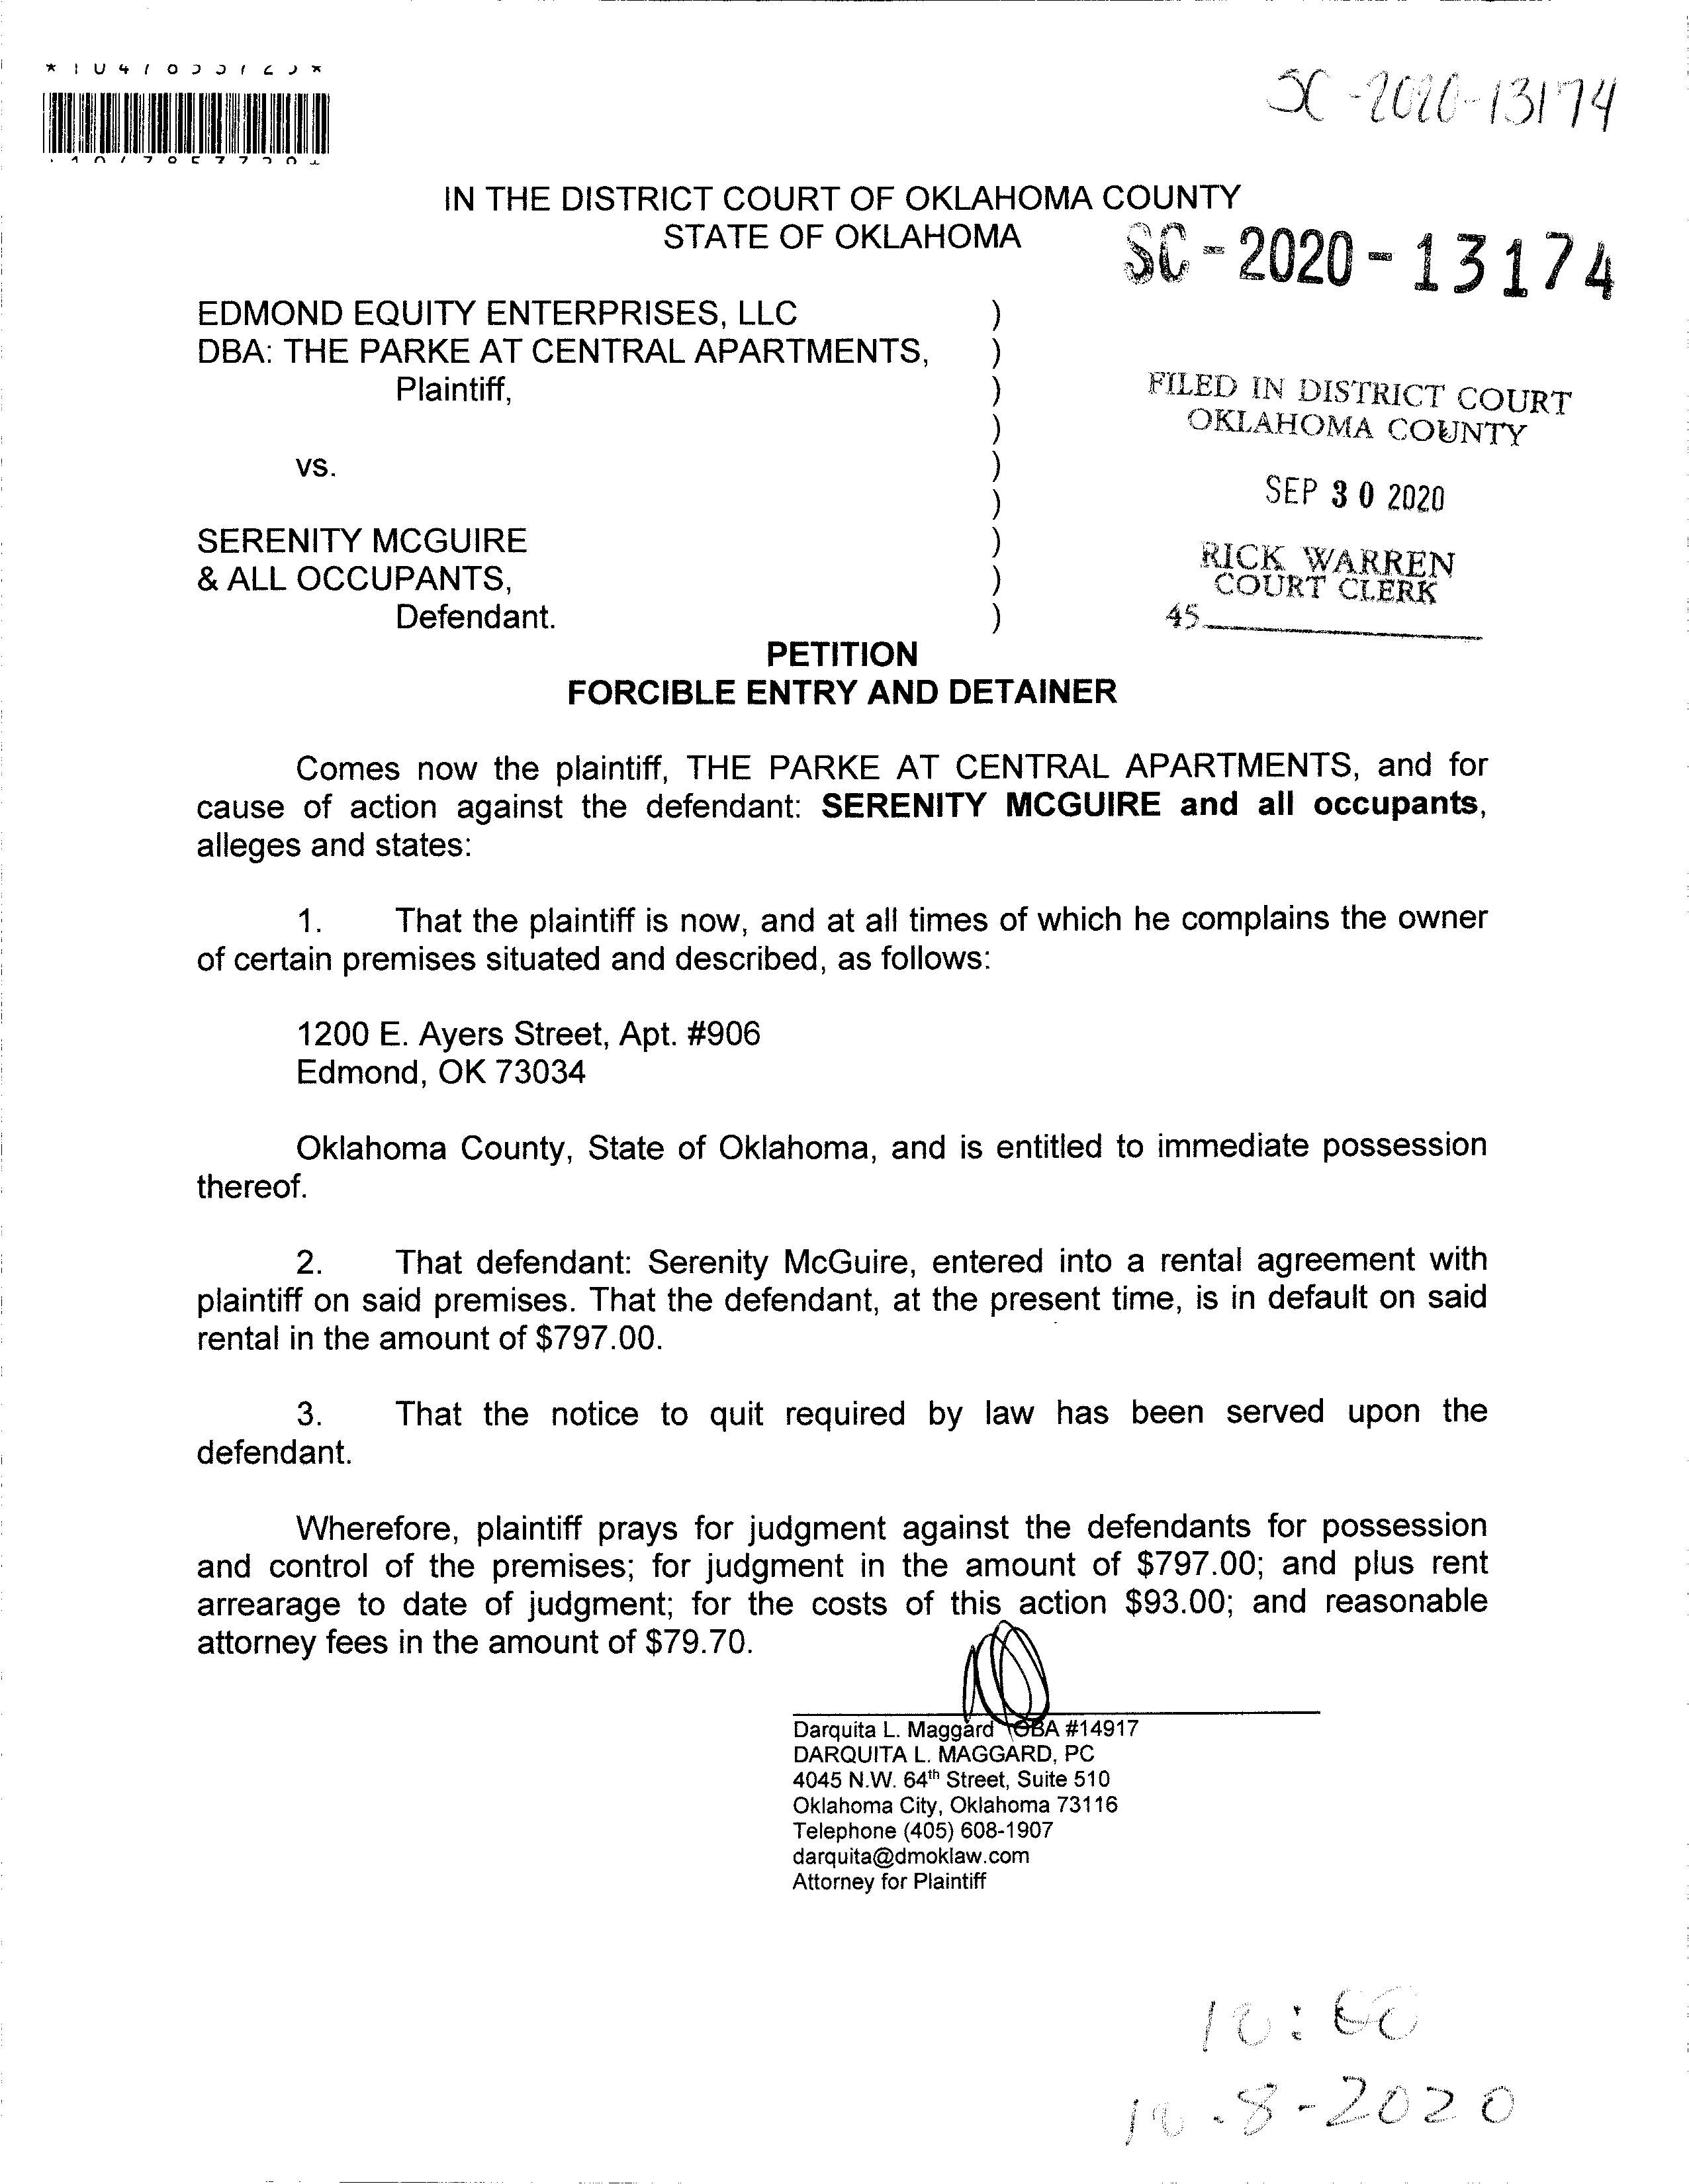 SC-2020-13174
IN THE DISTRICT COURT OF OKLAHOMA COUNTY
STATE OF OKLAHOMA
SC-2020-13174
EDMOND EQUITY ENTERPRISES, LLC )
DBA: THE PARKE AT CENTRAL APARTMENTS, )
Plaintiff, )
)
vs. )
)
SERENITY MCGUIRE )
& ALL OCCUPANTS, )
Defendant. )
FILED IN DISTRICT COURT
OKLAHOMA COUNTY
SEP 30 2020
RICK WARREN
COURT CLERK
45
PETITION
FORCIBLE ENTRY AND DETAINER
Comes now the plaintiff, THE PARKE AT CENTRAL APARTMENTS, and for
cause of action against the defendant: SERENITY MCGUIRE and all occupants,
alleges and states:
1. That the plaintiff is now, and at all times of which he complains the owner
of certain premises situated and described, as follows:
1200 E. Ayers Street, Apt. #906
Edmond, OK 73034
Oklahoma County, State of Oklahoma, and is entitled to immediate possession
thereof.
2. That defendant: Serenity McGuire, entered into a rental agreement with
plaintiff on said premises. That the defendant, at the present time, is in default on said
rental in the amount of $797.00.
3. That the notice to quit required by law has been served upon the
defendant.
Wherefore, plaintiff prays for judgment against the defendants for possession
and control of the premises; for judgment in the amount of $797.00; and plus rent
arrearage to date of judgment; for the costs of this action $93.00; and reasonable
attorney fees in the amount of $79.70.
Darquita L. Maggard OBA #14917
DARQUITA L. MAGGARD, PC
4045 N.W. 64th Street, Suite 510
Oklahoma City, Oklahoma 73116
Telephone (405) 608-1907
darquita@dmoklaw.com
Attorney for Plaintiff
10:00
10-8-2020